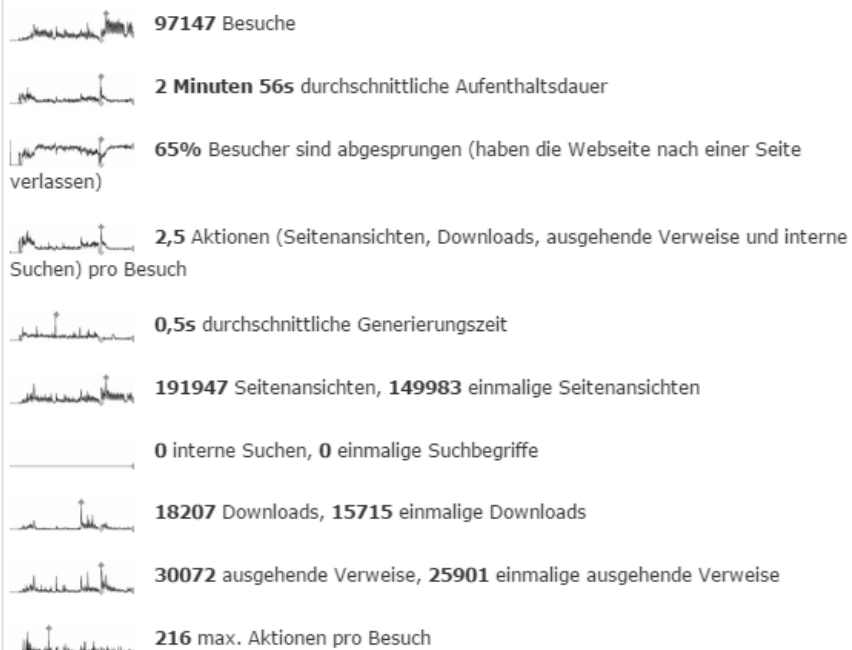 97147 Besuche
2 Minuten 56s durchschnittliche Aufenthaltsdauer
65% Besucher sind abgesprungen (haben die Webseite nach einer Seite
verlassen)
2,5 Aktionen (Seitenansichten, Downloads, ausgehende Verweise und interne
Suchen) pro Besuch
0,5s durchschnittliche Generierungszeit
191947 Seitenansichten, 149983 einmalige Seitenansichten
0 interne Suchen, 0 einmalige Suchbegriffe
18207 Downloads, 15715 einmalige Downloads
30072 ausgehende Verweise, 25901 einmalige ausgehende Verweise
216 max. Aktionen pro Besuch